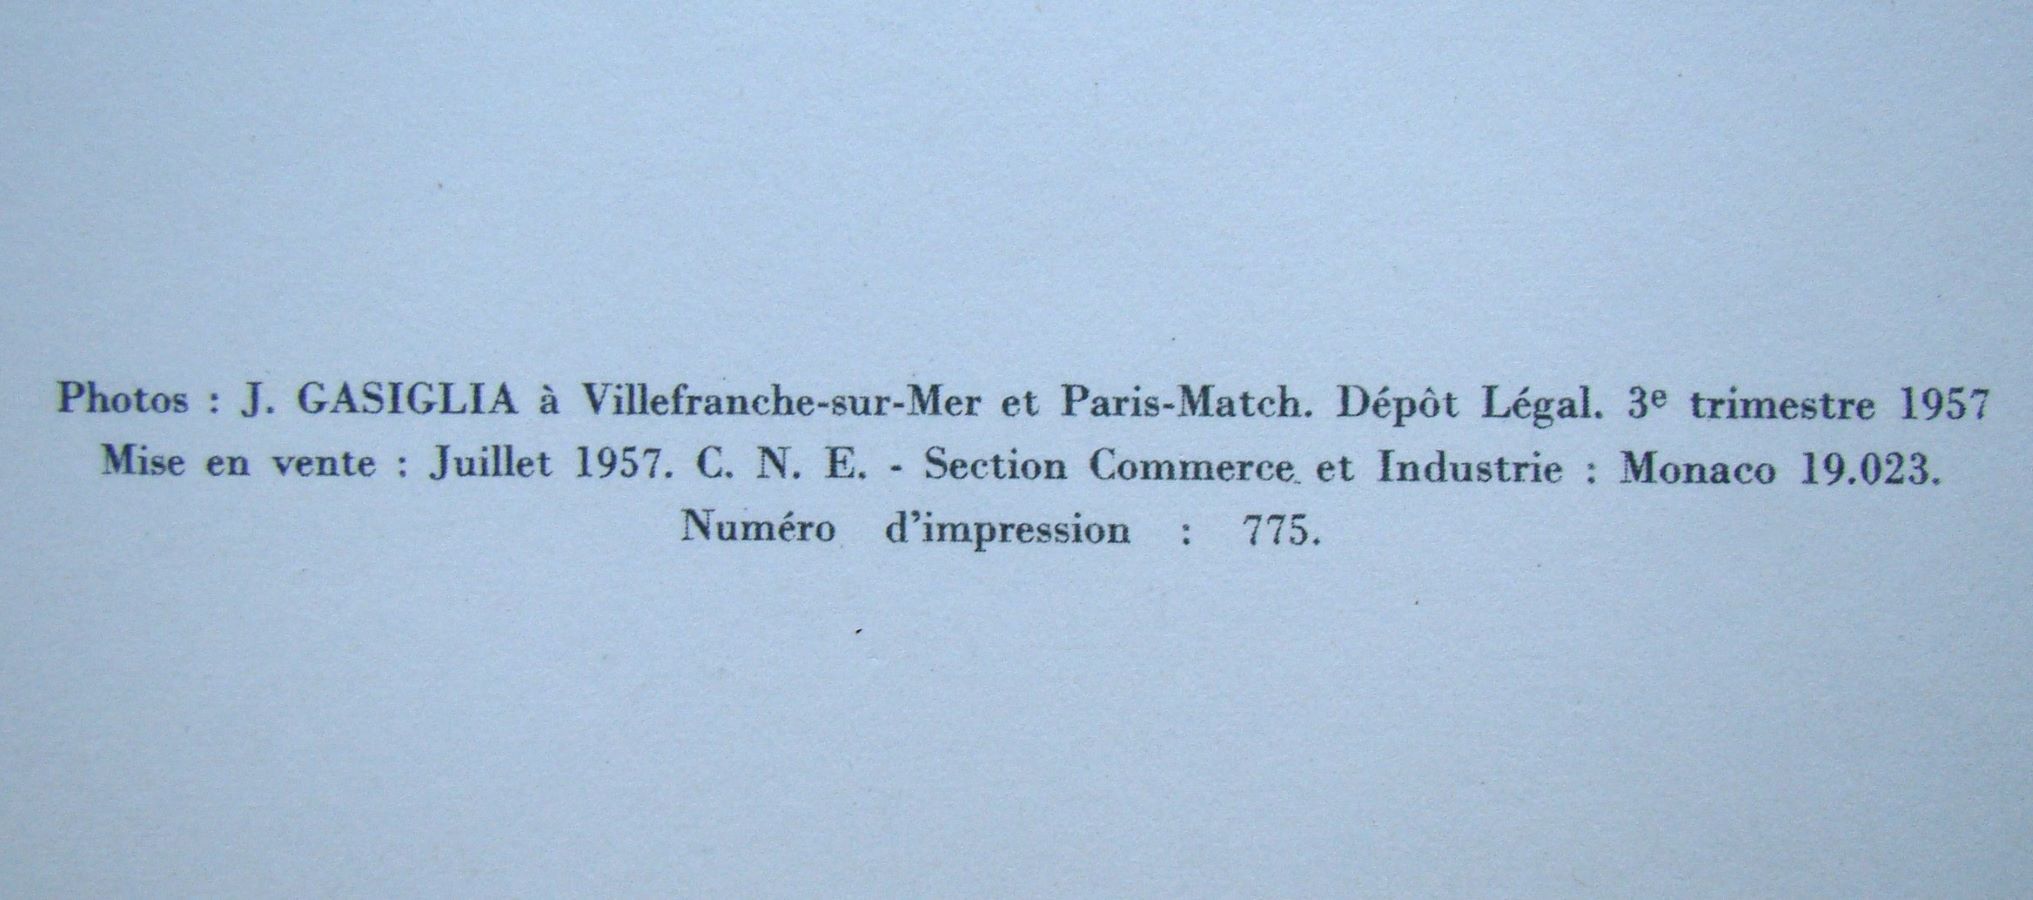 Photos : J. GASIGLIA à Villefranche-sur-Mer et Paris-Match. Dépôt Légal. 3e trimestre 1957
Mise en vente : Juillet 1957. C. N. E. - Section Commerce et Industrie : Monaco 19.023.
Numéro d'impression : 775.